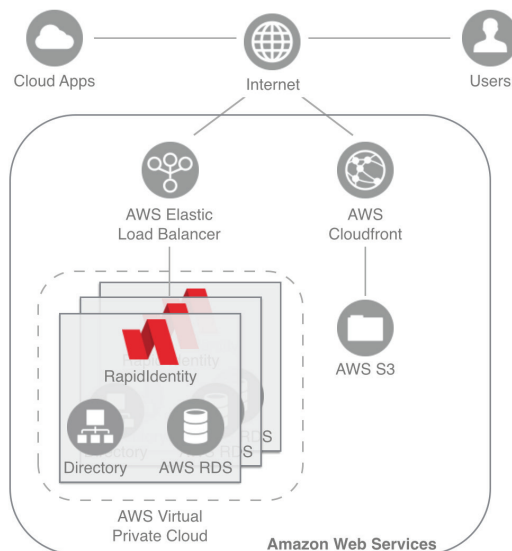 Cloud Apps
Internet
Users
AWS Elastic
Load Balancer
AWS
Cloudfront
RapidIdentity
AWS S3
Directory
AWS RDS
AWS Virtual
Private Cloud
Amazon Web Services